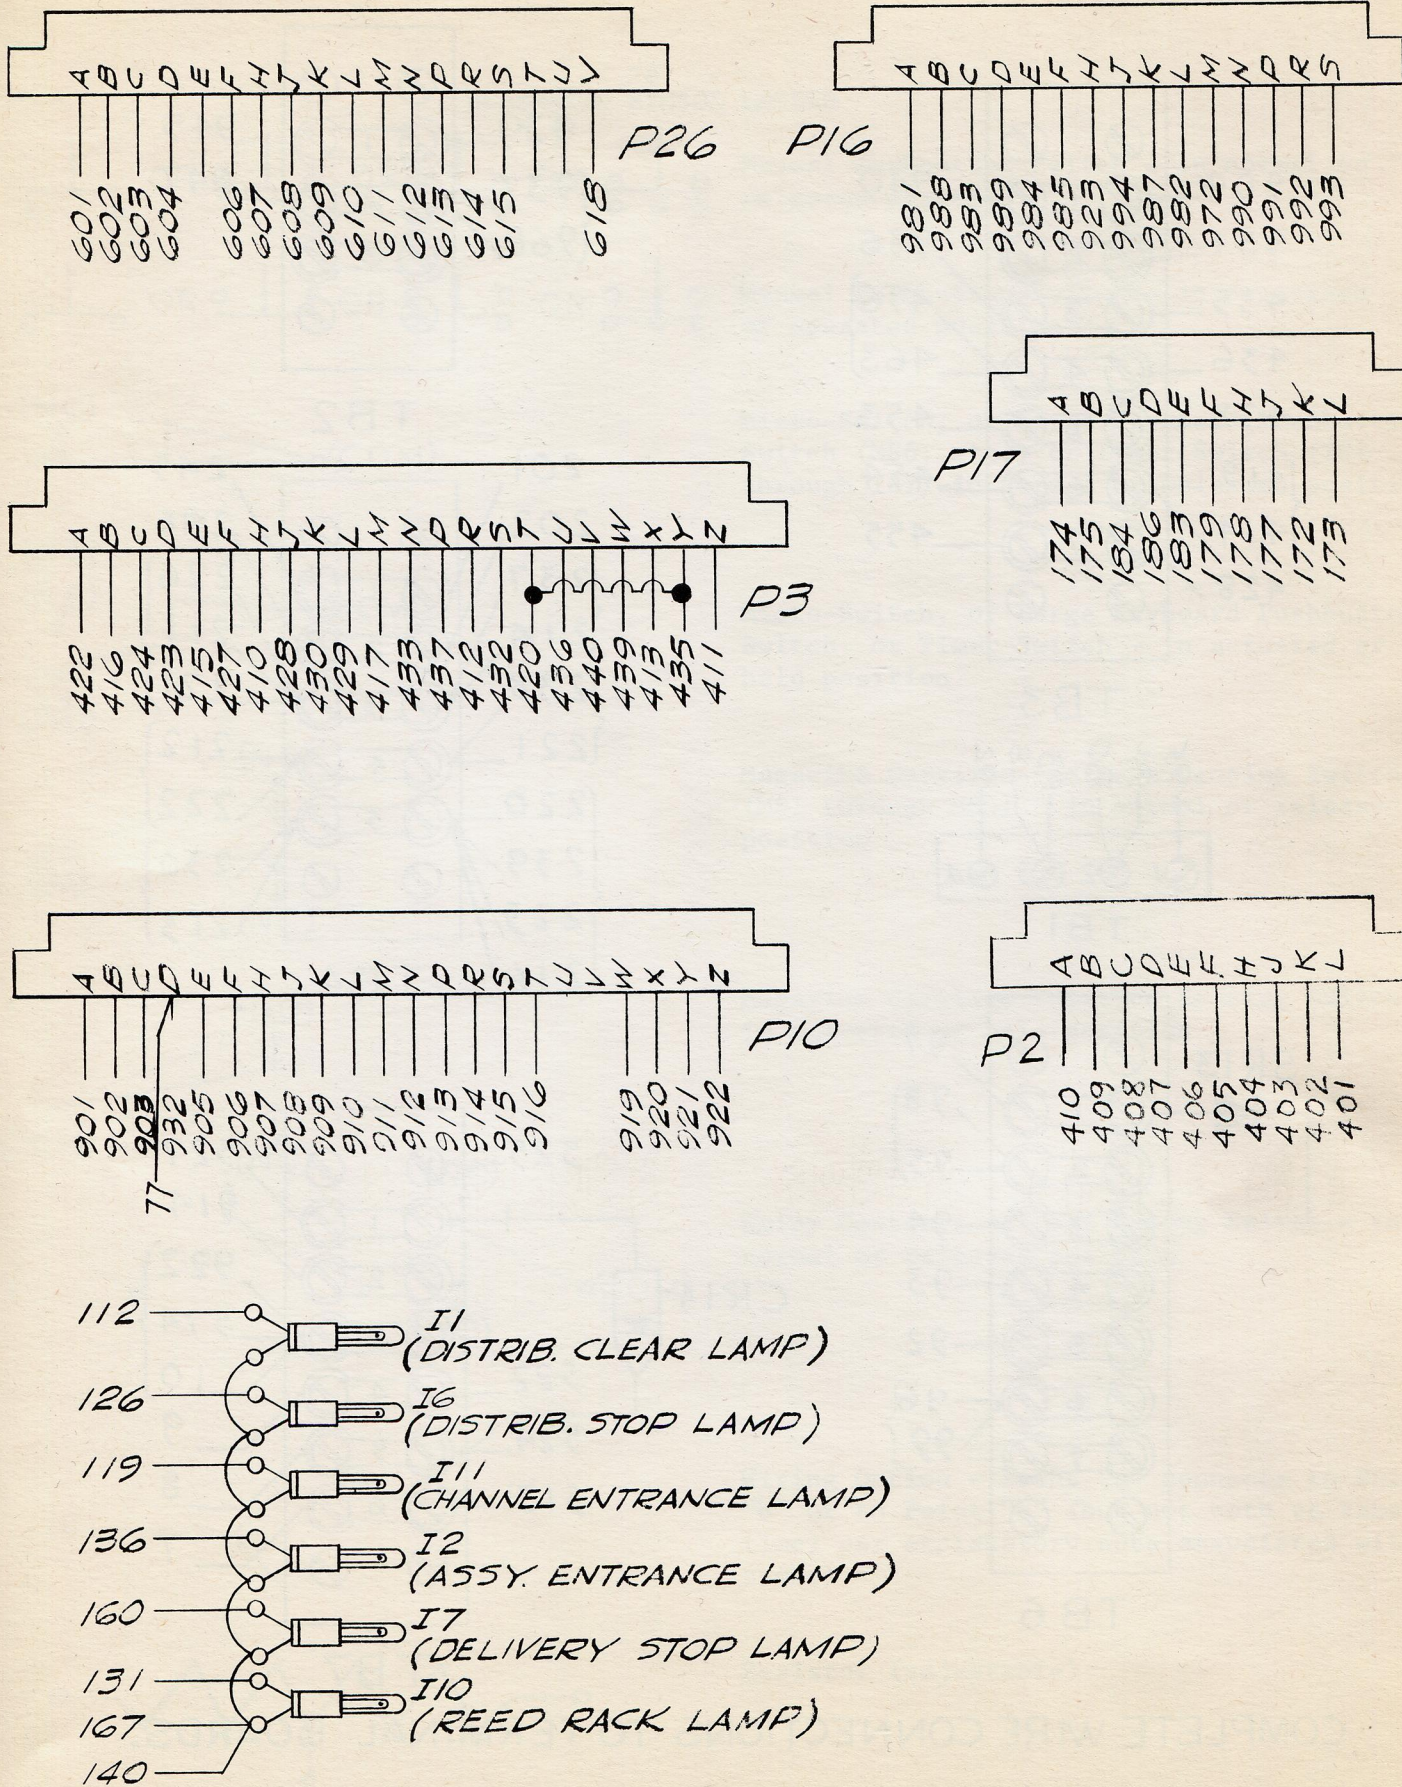 A B C D E F H J K L M N P R S T U V
P26
601 602 603 604 606 607 608 609 610 611 612 613 614 615 618
A B C D E F H J K L M N P R S
P16
981 988 983 989 984 985 923 994 987 982 972 990 991 992 993
A B C D E F H J K L
P17
174 175 184 186 183 179 178 177 172 173
A B C D E F H J K L M N P R S T U V W X Y Z
P3
422 416 424 423 415 427 410 428 430 429 417 433 437 412 432 420 436 440 439 413 435 411
A B C D E F H J K L M N P R S T U V W X Y Z
P10
901 902 903 932 905 906 907 908 909 910 911 912 913 914 915 916 919 920 921 922
77
A B C D E F H J K L
P2
410 409 408 407 406 405 404 403 402 401
112 I1
(DISTRIB. CLEAR LAMP)
126 I6
(DISTRIB. STOP LAMP)
119 I11
(CHANNEL ENTRANCE LAMP)
136 I2
(ASSY. ENTRANCE LAMP)
160 I7
(DELIVERY STOP LAMP)
131 I10
167 (REED RACK LAMP)
140